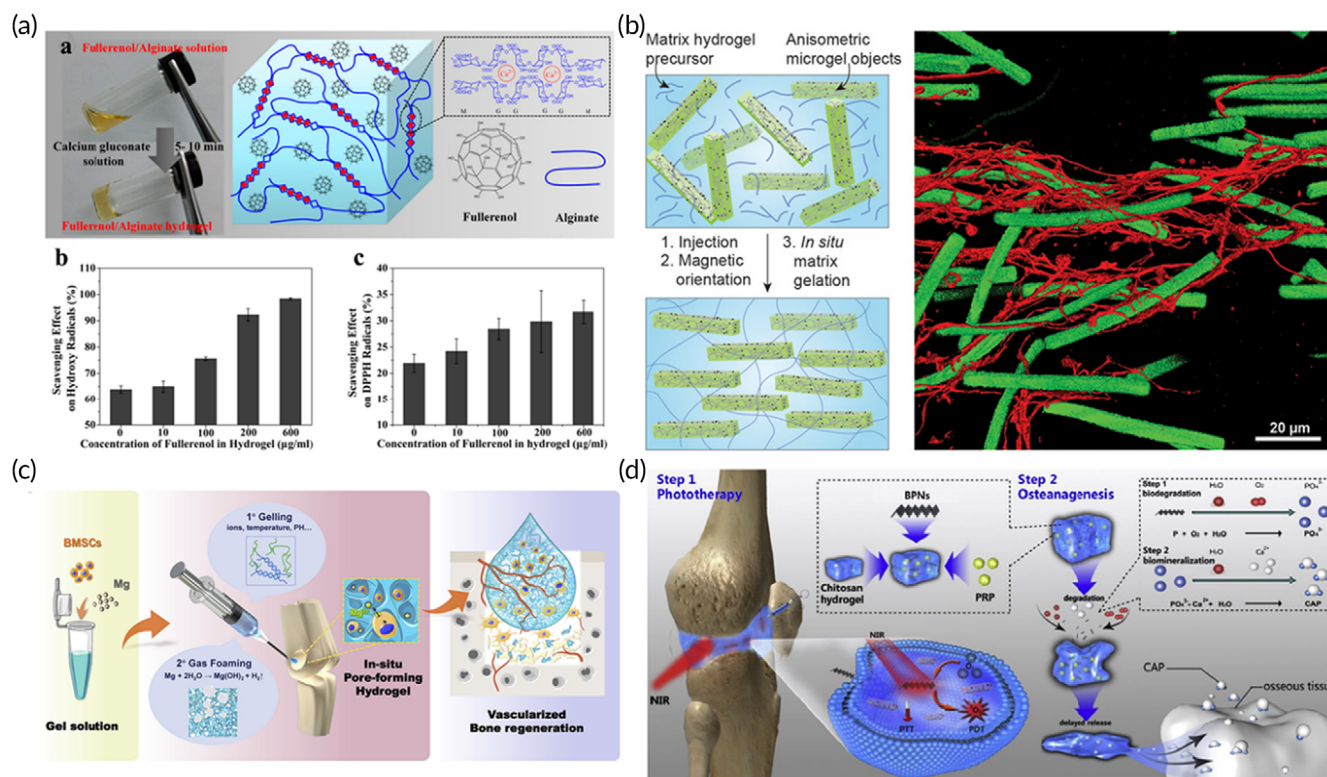 (a)
a
Fullerenol/Alginate solution
Calcium gluconate
solution
5- 10 min
Fullerenol/Alginate hydrogel
Ca²⁺
Ca²⁺
M G G G M
Fullerenol
Alginate
b
Scavenging Effect
on Hydroxy Radicals (%)
100
90
80
70
60
50
0 10 100 200 600
Concentration of Fullerenol in Hydrogel (μg/ml)
c
Scavenging Effect
on DPPH Radicals (%)
40
35
30
25
20
15
10
0 10 100 200 600
Concentration of Fullerenol in hydrogel (μg/ml)
(b)
Matrix hydrogel
precursor
Anisometric
microgel objects
1. Injection
2. Magnetic
orientation
3. In situ
matrix
gelation
20 μm
(c)
BMSCs
Mg
Gel solution
1° Gelling
ions, temperature, PH...
2° Gas Foaming
Mg + 2H₂O → Mg(OH)₂ + H₂↑
In-situ
Pore-forming
Hydrogel
Vascularized
Bone regeneration
(d)
Step 1
Phototherapy
NIR
BPNs
Chitosan
hydrogel
PRP
NIR
PTT
PDT
Step 2
Osteanagenesis
degradation
delayed release
Step 1
biodegradation
H₂O O₂ PO₄³⁻
P + O₂ + H₂O PO₄³⁻
Step 2
biomineralization
H₂O Ca²⁺
PO₄³⁻ Ca²⁺ + H₂O CAP
CAP
osseous tissu